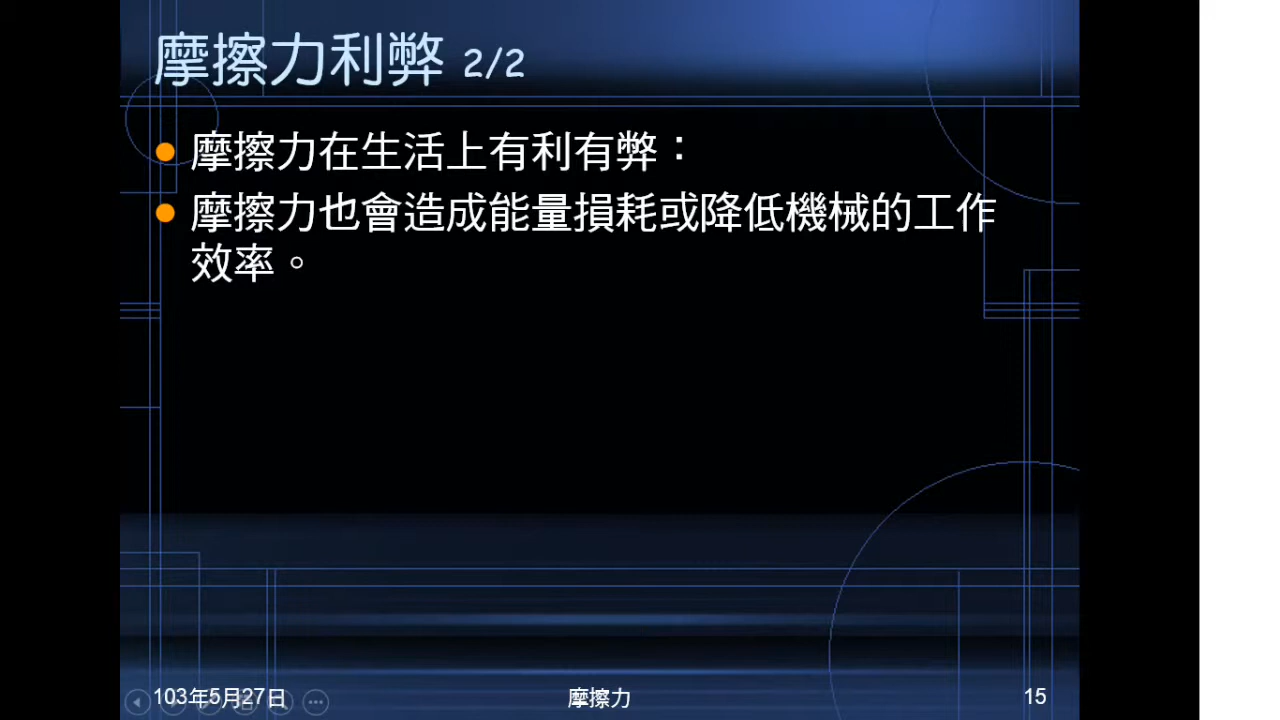 摩擦力利弊 2/2
摩擦力在生活上有利有弊：
摩擦力也會造成能量損耗或降低機械的工作
效率。
103年5月27日
摩擦力
15